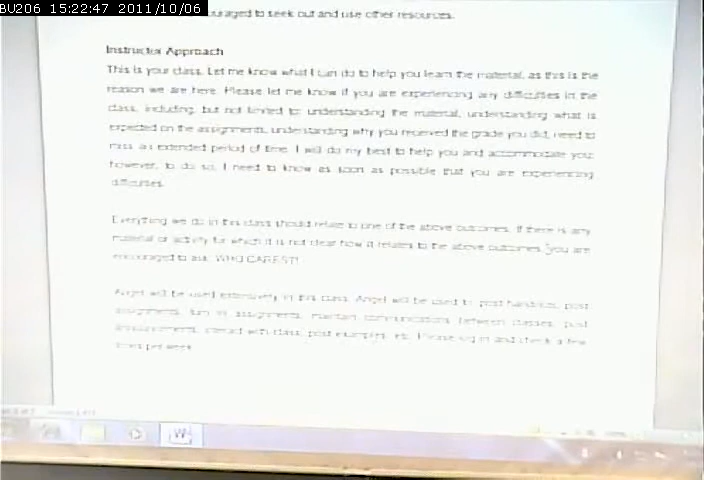 BU206 15:22:47 2011/10/06
ouraged to seek out and use other resources.
Instructor Approach
This is your class. Let me know what I can do to help you learn the material, as this is the
reason we are here. Please let me know if you are experiencing any difficulties in the
class, including, but not limited to: understanding the material, understanding what is
expected on the assignments, understanding why you received the grade you did, need to
miss an extended period of time. I will do my best to help you and accommodate you;
however, to do so, I need to know as soon as possible that you are experiencing
difficulties.
Everything we do in this class should relate to one of the above outcomes. If there is any
material or activity for which it is not clear how it relates to the above outcomes, you are
encouraged to ask, WHO CARES?!
Angel will be used extensively in this class. Angel will be used to: post handouts, post
assignments, turn in assignments, maintain communications between classes, post
announcements, interact with class, post examples, etc. Please log in and check a few
times per week.